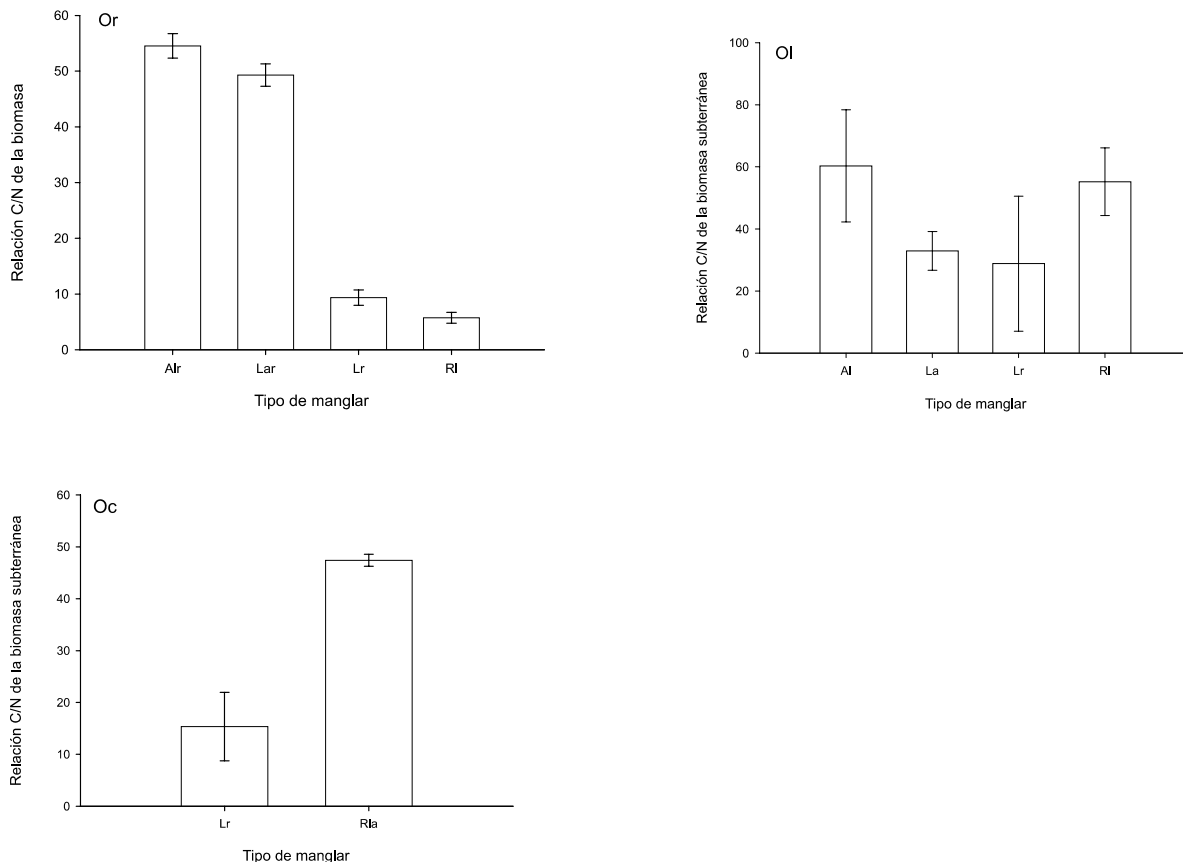 Or
Relación C/N de la biomasa
60
50
40
30
20
10
0
Alr
Lar
Lr
Rl
Tipo de manglar
Ol
Relación C/N de la biomasa subterránea
100
80
60
40
20
0
Al
La
Lr
Rl
Tipo de manglar
Oc
Relación C/N de la biomasa subterránea
60
50
40
30
20
10
0
Lr
Rla
Tipo de manglar